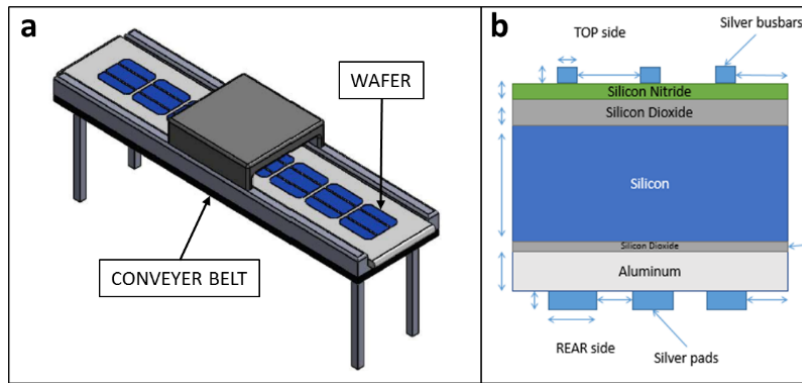 a
WAFER
CONVEYER BELT
b
TOP side
Silver busbars
Silicon Nitride
Silicon Dioxide
Silicon
Silicon Dioxide
Aluminum
REAR side
Silver pads